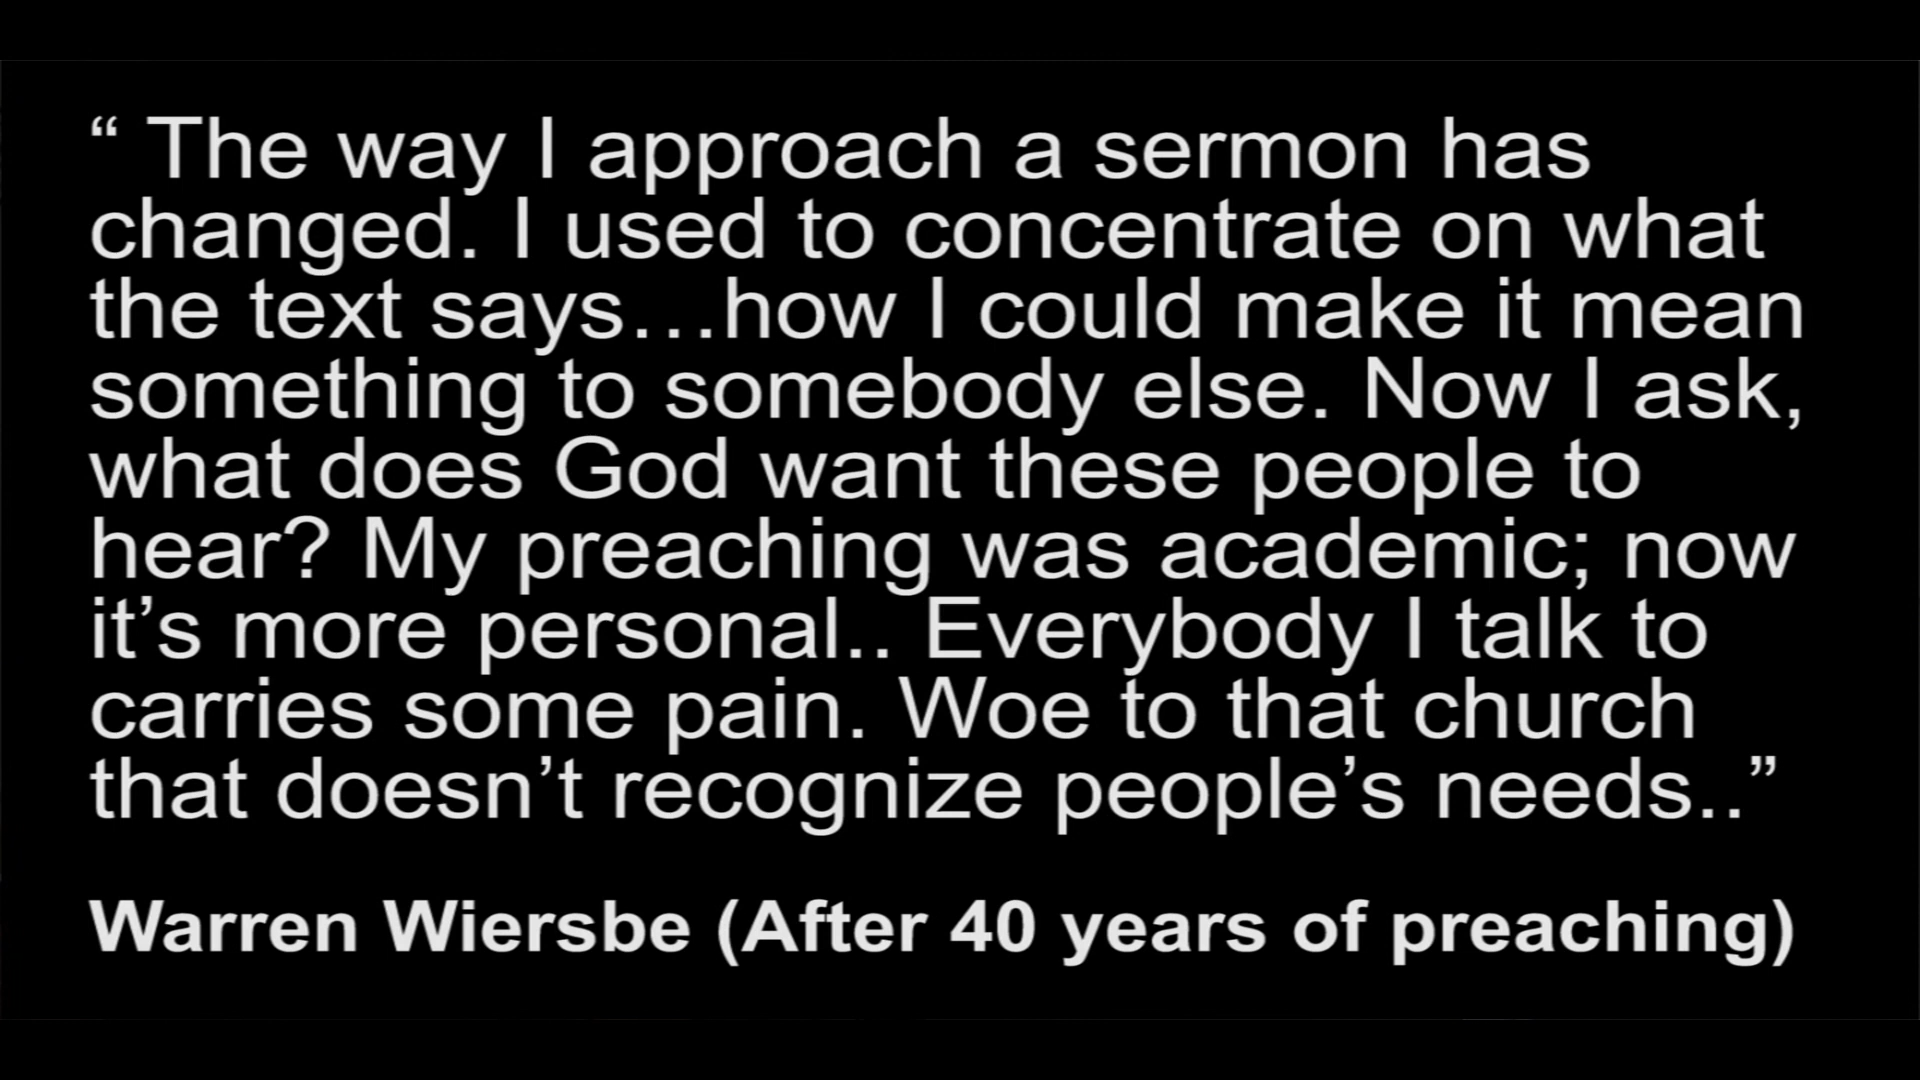 “ The way I approach a sermon has
changed. I used to concentrate on what
the text says…how I could make it mean
something to somebody else. Now I ask,
what does God want these people to
hear? My preaching was academic; now
it’s more personal.. Everybody I talk to
carries some pain. Woe to that church
that doesn’t recognize people’s needs..”
Warren Wiersbe (After 40 years of preaching)